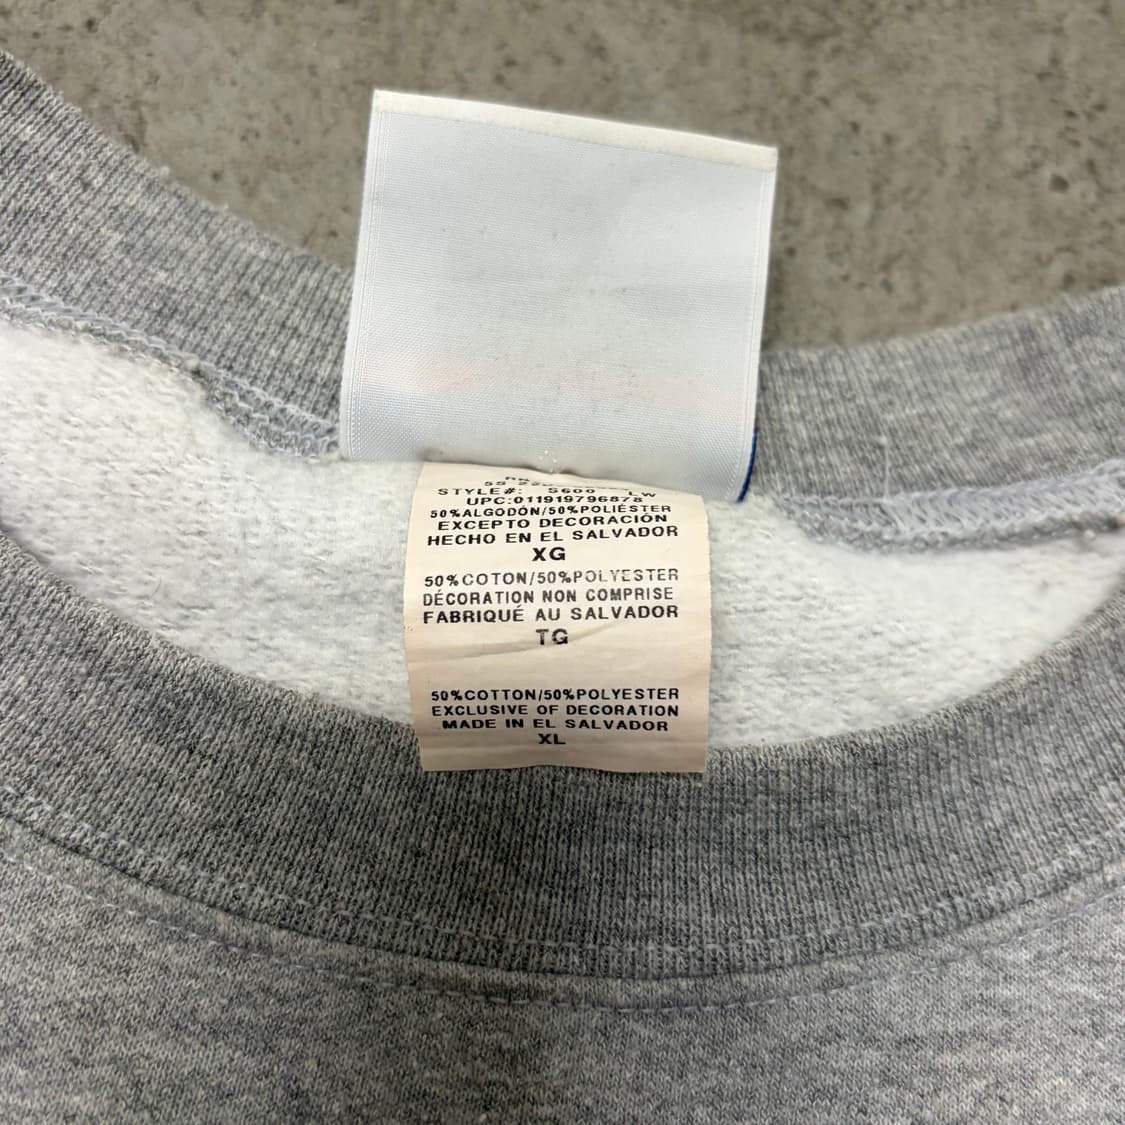 STYLE#: S600 LW
UPC:011919796878
50%ALGODÓN/50%POLIÉSTER
EXCEPTO DECORACIÓN
HECHO EN EL SALVADOR
XG
50%COTON/50%POLYESTER
DÉCORATION NON COMPRISE
FABRIQUÉ AU SALVADOR
TG
50%COTTON/50%POLYESTER
EXCLUSIVE OF DECORATION
MADE IN EL SALVADOR
XL